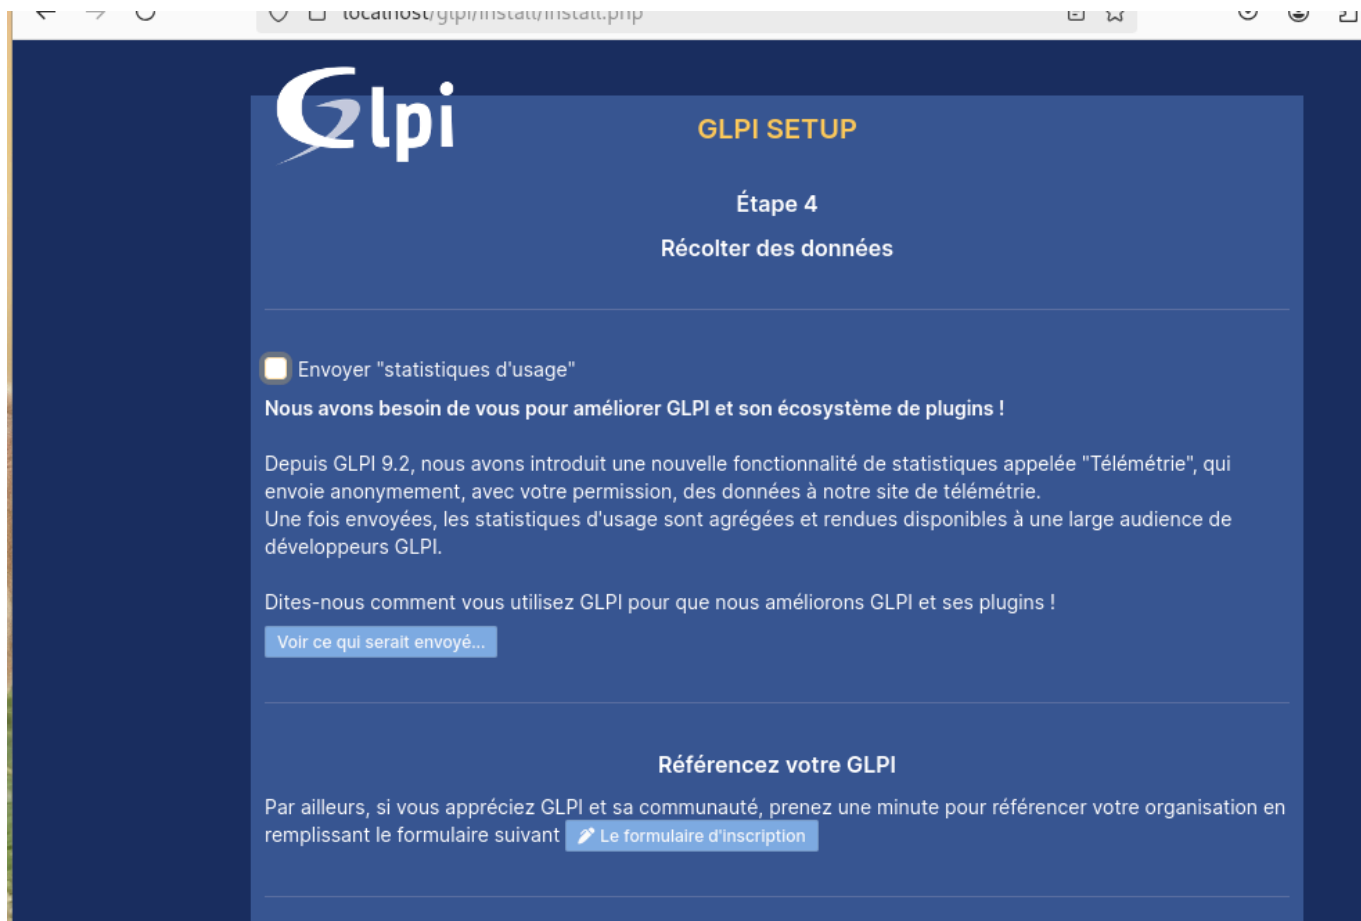 localhost/glpi/install/install.php
Glpi
GLPI SETUP
Étape 4
Récolter des données
Envoyer "statistiques d'usage"
Nous avons besoin de vous pour améliorer GLPI et son écosystème de plugins !
Depuis GLPI 9.2, nous avons introduit une nouvelle fonctionnalité de statistiques appelée "Télémétrie", qui
envoie anonymement, avec votre permission, des données à notre site de télémétrie.
Une fois envoyées, les statistiques d'usage sont agrégées et rendues disponibles à une large audience de
développeurs GLPI.
Dites-nous comment vous utilisez GLPI pour que nous améliorons GLPI et ses plugins !
Voir ce qui serait envoyé...
Référencez votre GLPI
Par ailleurs, si vous appréciez GLPI et sa communauté, prenez une minute pour référencer votre organisation en
remplissant le formulaire suivant Le formulaire d'inscription